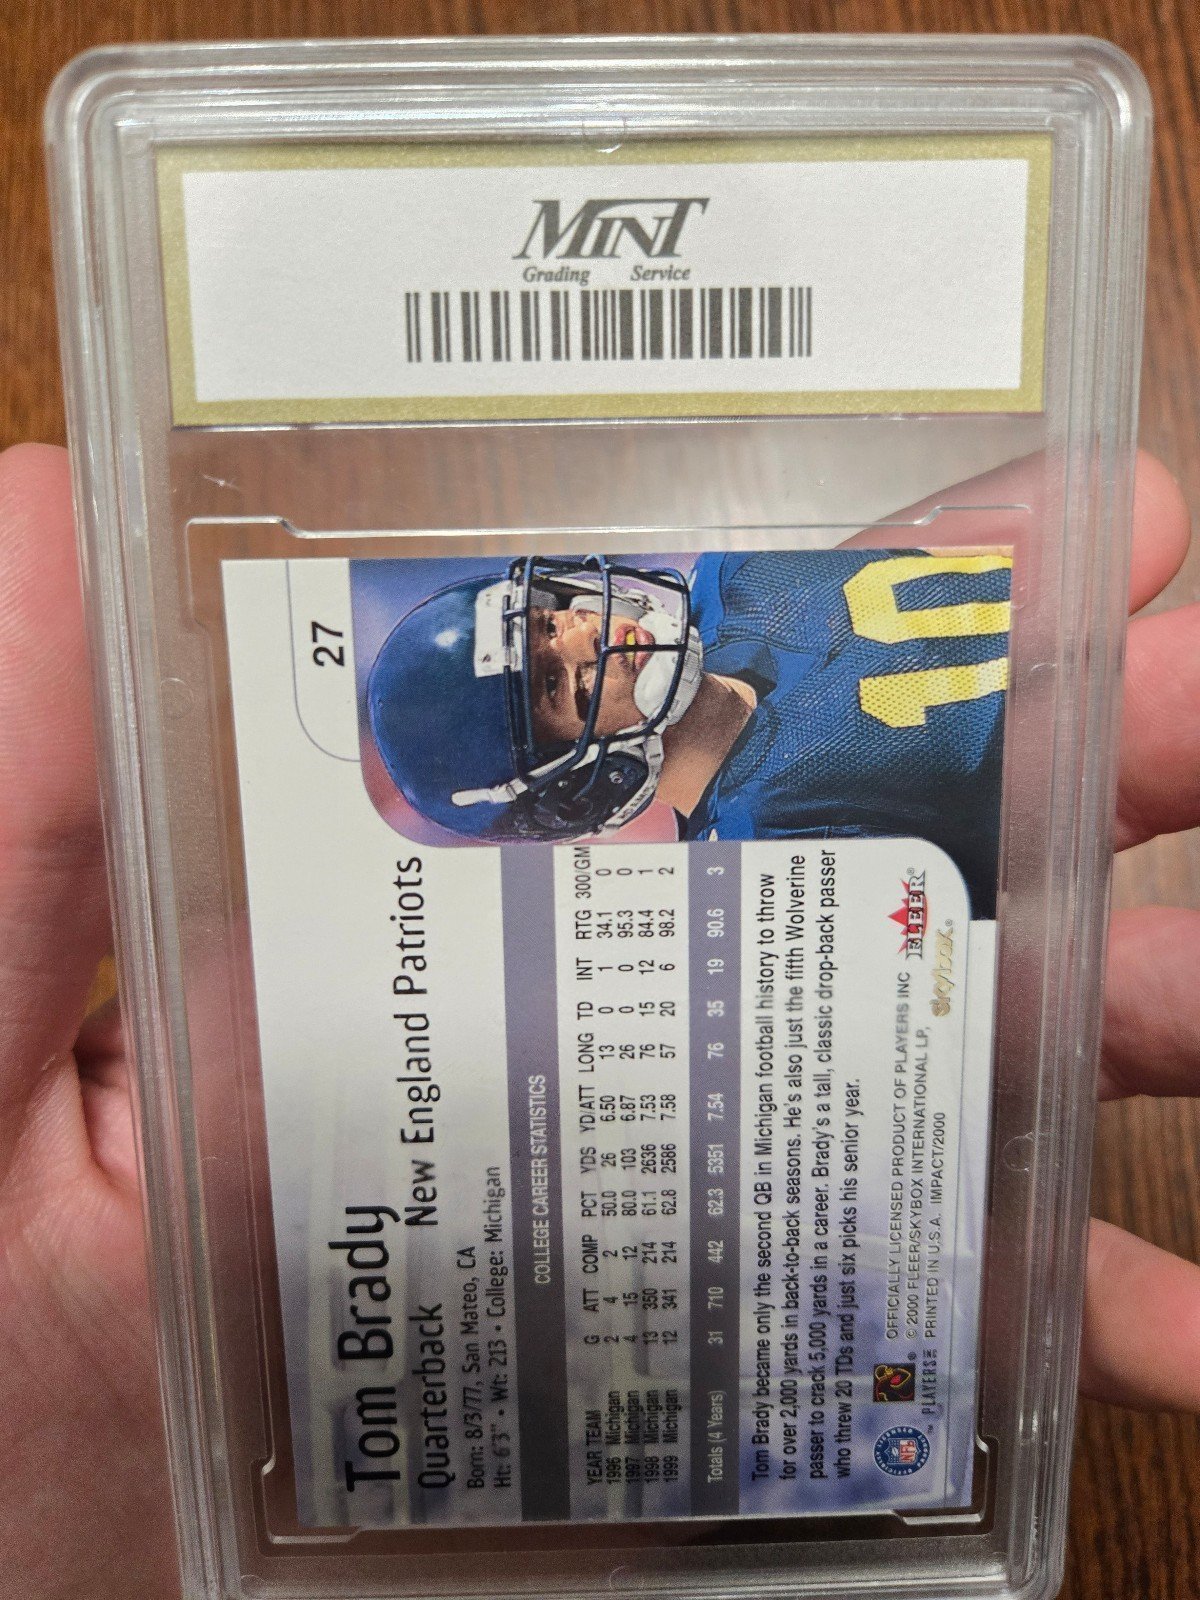 MINT
Grading Service
27
Tom Brady
Quarterback New England Patriots
Born: 8/3/77, San Mateo, CA
Ht: 6'3" • Wt: 213 • College: Michigan
COLLEGE CAREER STATISTICS
YEAR TEAM G ATT COMP PCT YDS YD/ATT LONG TD INT RTG 300/GM
1996 Michigan 2 4 2 50.0 26 6.50 13 0 1 34.1 0
1997 Michigan 4 15 12 80.0 103 6.87 26 0 0 95.3 0
1998 Michigan 13 350 214 61.1 2636 7.53 76 15 12 84.4 1
1999 Michigan 12 341 214 62.8 2586 7.58 57 20 6 98.2 2
Totals (4 Years) 31 710 442 62.3 5351 7.54 76 35 19 90.6 3
Tom Brady became only the second QB in Michigan football history to throw
for over 2,000 yards in back-to-back seasons. He's also just the fifth Wolverine
passer to crack 5,000 yards in a career. Brady's a tall, classic drop-back passer
who threw 20 TDs and just six picks his senior year.
OFFICIALLY LICENSED PRODUCT OF PLAYERS INC
© 2000 FLEER/SKYBOX INTERNATIONAL LP,
PRINTED IN U.S.A. IMPACT/2000
FLEER®
SkyBox®
NFL
PLAYERS INC
10